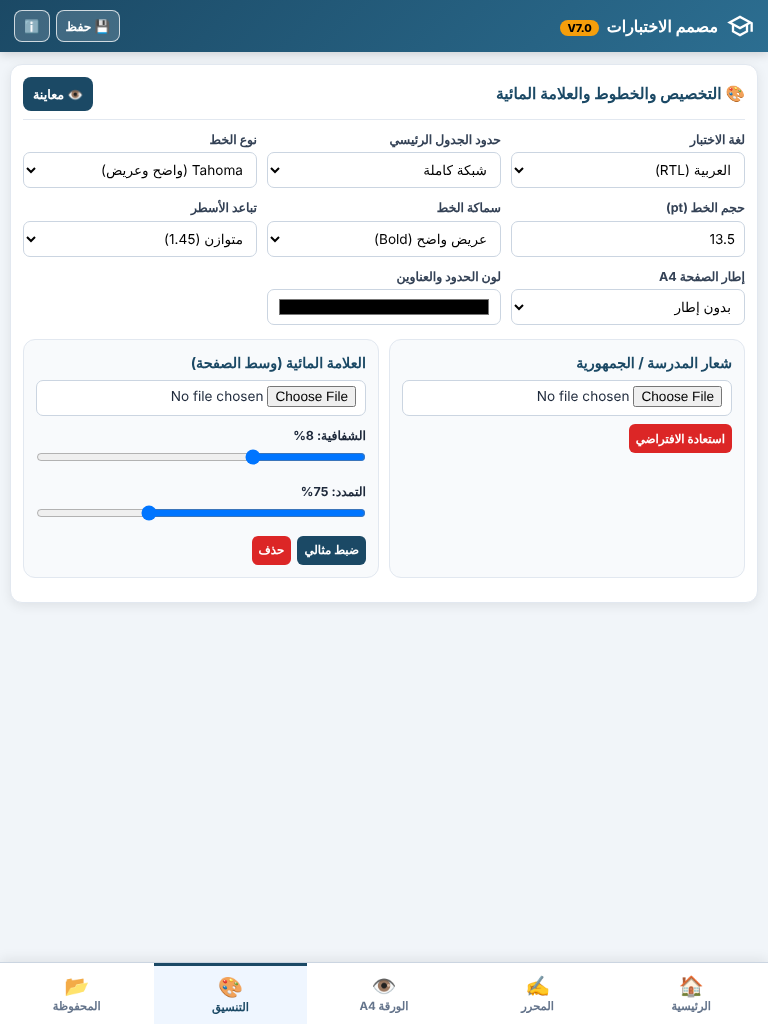 مصمم الاختبارات V7.0
💾 حفظ
ℹ️
🎨 التخصيص والخطوط والعلامة المائية
👁️ معاينة
لغة الاختبار
العربية (RTL)
حدود الجدول الرئيسي
شبكة كاملة
نوع الخط
Tahoma (واضح وعريض)
حجم الخط (pt)
13.5
سماكة الخط
عريض واضح (Bold)
تباعد الأسطر
متوازن (1.45)
إطار الصفحة A4
بدون إطار
لون الحدود والعناوين
شعار المدرسة / الجمهورية
Choose File No file chosen
استعادة الافتراضي
العلامة المائية (وسط الصفحة)
Choose File No file chosen
الشفافية: 8%
التمدد: 75%
ضبط مثالي
حذف
🏠 الرئيسية
✍️ المحرر
👁️ الورقة A4
🎨 التنسيق
📂 المحفوظة